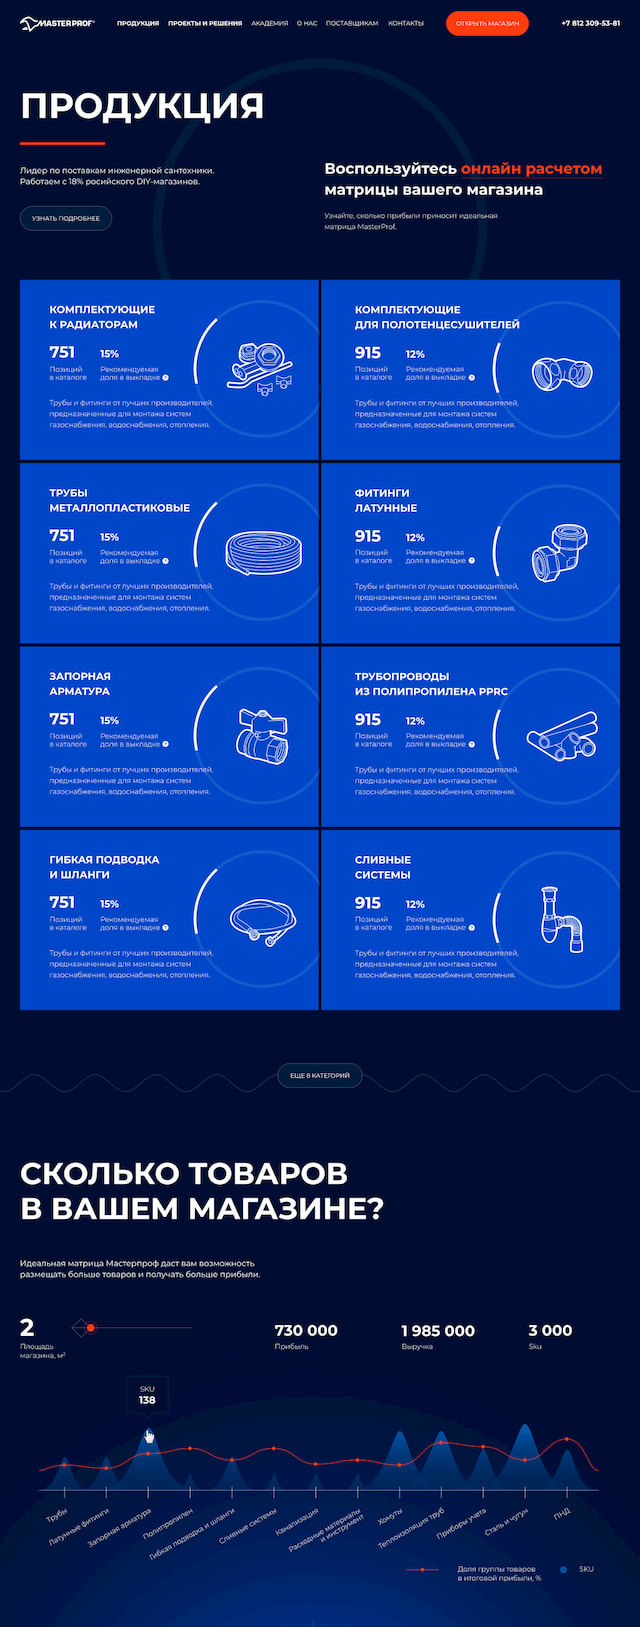 MASTERPROF®
ПРОДУКЦИЯ ПРОЕКТЫ И РЕШЕНИЯ АКАДЕМИЯ О НАС ПОСТАВЩИКАМ КОНТАКТЫ
ОТКРЫТЬ МАГАЗИН
+7 812 309-53-81
ПРОДУКЦИЯ
Лидер по поставкам инженерной сантехники.
Работаем с 18% росийского DIY-магазинов.
УЗНАТЬ ПОДРОБНЕЕ
Воспользуйтесь онлайн расчетом
матрицы вашего магазина
Узнайте, сколько прибыли приносит идеальная
матрица MasterProf.
КОМПЛЕКТУЮЩИЕ
К РАДИАТОРАМ
751 15%
Позиций Рекомендуемая
в каталоге доля в выкладке ?
Трубы и фитинги от лучших производителей,
предназначенные для монтажа систем
газоснабжения, водоснабжения, отопления.
КОМПЛЕКТУЮЩИЕ
ДЛЯ ПОЛОТЕНЦЕСУШИТЕЛЕЙ
915 12%
Позиций Рекомендуемая
в каталоге доля в выкладке ?
Трубы и фитинги от лучших производителей,
предназначенные для монтажа систем
газоснабжения, водоснабжения, отопления.
ТРУБЫ
МЕТАЛЛОПЛАСТИКОВЫЕ
751 15%
Позиций Рекомендуемая
в каталоге доля в выкладке ?
Трубы и фитинги от лучших производителей,
предназначенные для монтажа систем
газоснабжения, водоснабжения, отопления.
ФИТИНГИ
ЛАТУННЫЕ
915 12%
Позиций Рекомендуемая
в каталоге доля в выкладке ?
Трубы и фитинги от лучших производителей,
предназначенные для монтажа систем
газоснабжения, водоснабжения, отопления.
ЗАПОРНАЯ
АРМАТУРА
751 15%
Позиций Рекомендуемая
в каталоге доля в выкладке ?
Трубы и фитинги от лучших производителей,
предназначенные для монтажа систем
газоснабжения, водоснабжения, отопления.
ТРУБОПРОВОДЫ
ИЗ ПОЛИПРОПИЛЕНА PPRC
915 12%
Позиций Рекомендуемая
в каталоге доля в выкладке ?
Трубы и фитинги от лучших производителей,
предназначенные для монтажа систем
газоснабжения, водоснабжения, отопления.
ГИБКАЯ ПОДВОДКА
И ШЛАНГИ
751 15%
Позиций Рекомендуемая
в каталоге доля в выкладке ?
Трубы и фитинги от лучших производителей,
предназначенные для монтажа систем
газоснабжения, водоснабжения, отопления.
СЛИВНЫЕ
СИСТЕМЫ
915 12%
Позиций Рекомендуемая
в каталоге доля в выкладке ?
Трубы и фитинги от лучших производителей,
предназначенные для монтажа систем
газоснабжения, водоснабжения, отопления.
ЕЩЕ 8 КАТЕГОРИЙ
СКОЛЬКО ТОВАРОВ
В ВАШЕМ МАГАЗИНЕ?
Идеальная матрица Мастерпроф даст вам возможность
размещать больше товаров и получать больше прибыли.
2
Площадь
магазина, м²
730 000
Прибыль
1 985 000
Выручка
3 000
Sku
SKU
138
Трубы
Латунные фитинги
Запорная арматура
Полипропилен
Гибкая подводка и шланги
Сливные системы
Канализация
Расходные материалы
и инструмент
Хомуты
Теплоизоляция труб
Приборы учета
Сталь и чугун
ПНД
Доля группы товаров
в итоговой прибыли, %
SKU